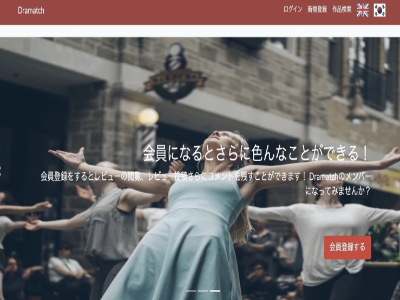 Dramatch
ログイン 新規登録 作品検索
会員になるとさらに色んなことができる！
会員登録をするとレビューの閲覧、レビュー投稿さらにコメントも残すことができます！ Dramatchのメンバー
になってみませんか？
会員登録する